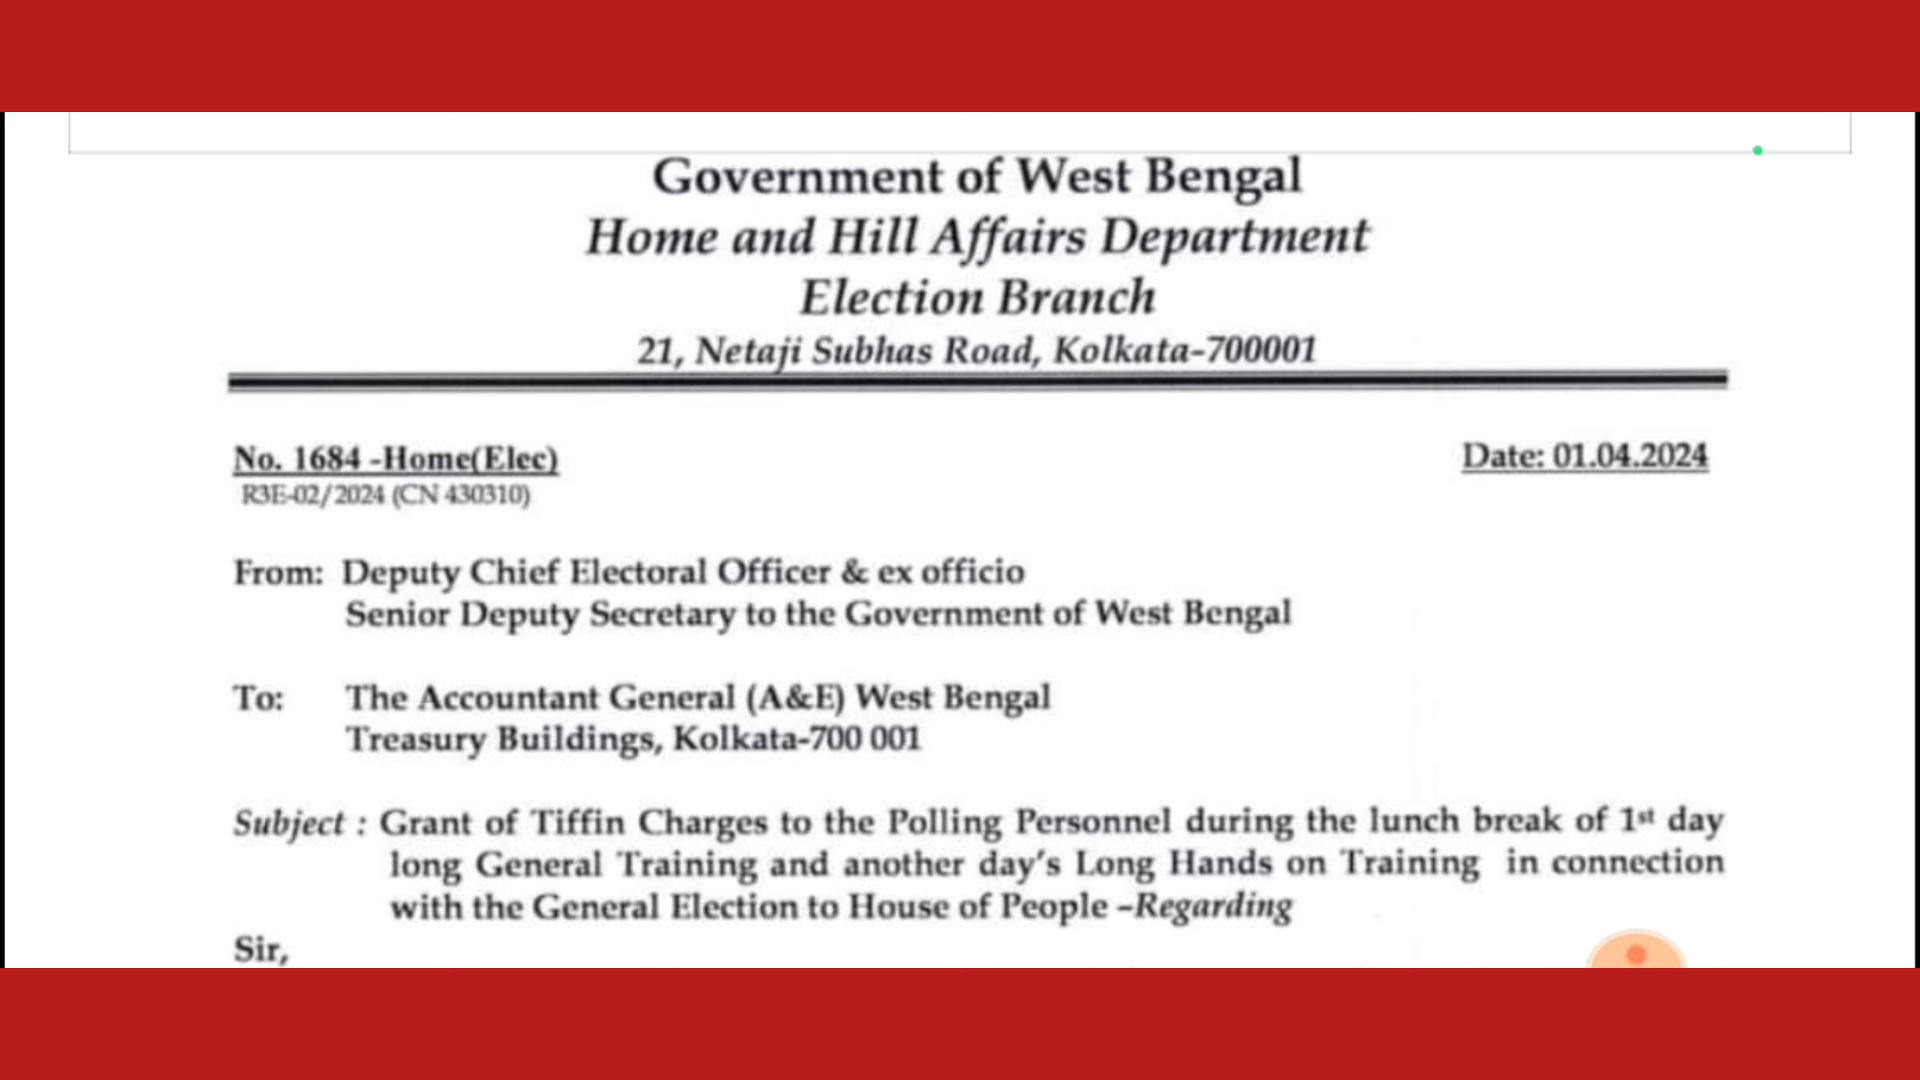 Government of West Bengal
Home and Hill Affairs Department
Election Branch
21, Netaji Subhas Road, Kolkata-700001
No. 1684 -Home(Elec)
Date: 01.04.2024
R3E-02/2024 (CN 430310)
From: Deputy Chief Electoral Officer & ex officio
Senior Deputy Secretary to the Government of West Bengal
To: The Accountant General (A&E) West Bengal
Treasury Buildings, Kolkata-700 001
Subject : Grant of Tiffin Charges to the Polling Personnel during the lunch break of 1st day
long General Training and another day's Long Hands on Training in connection
with the General Election to House of People –Regarding
Sir,